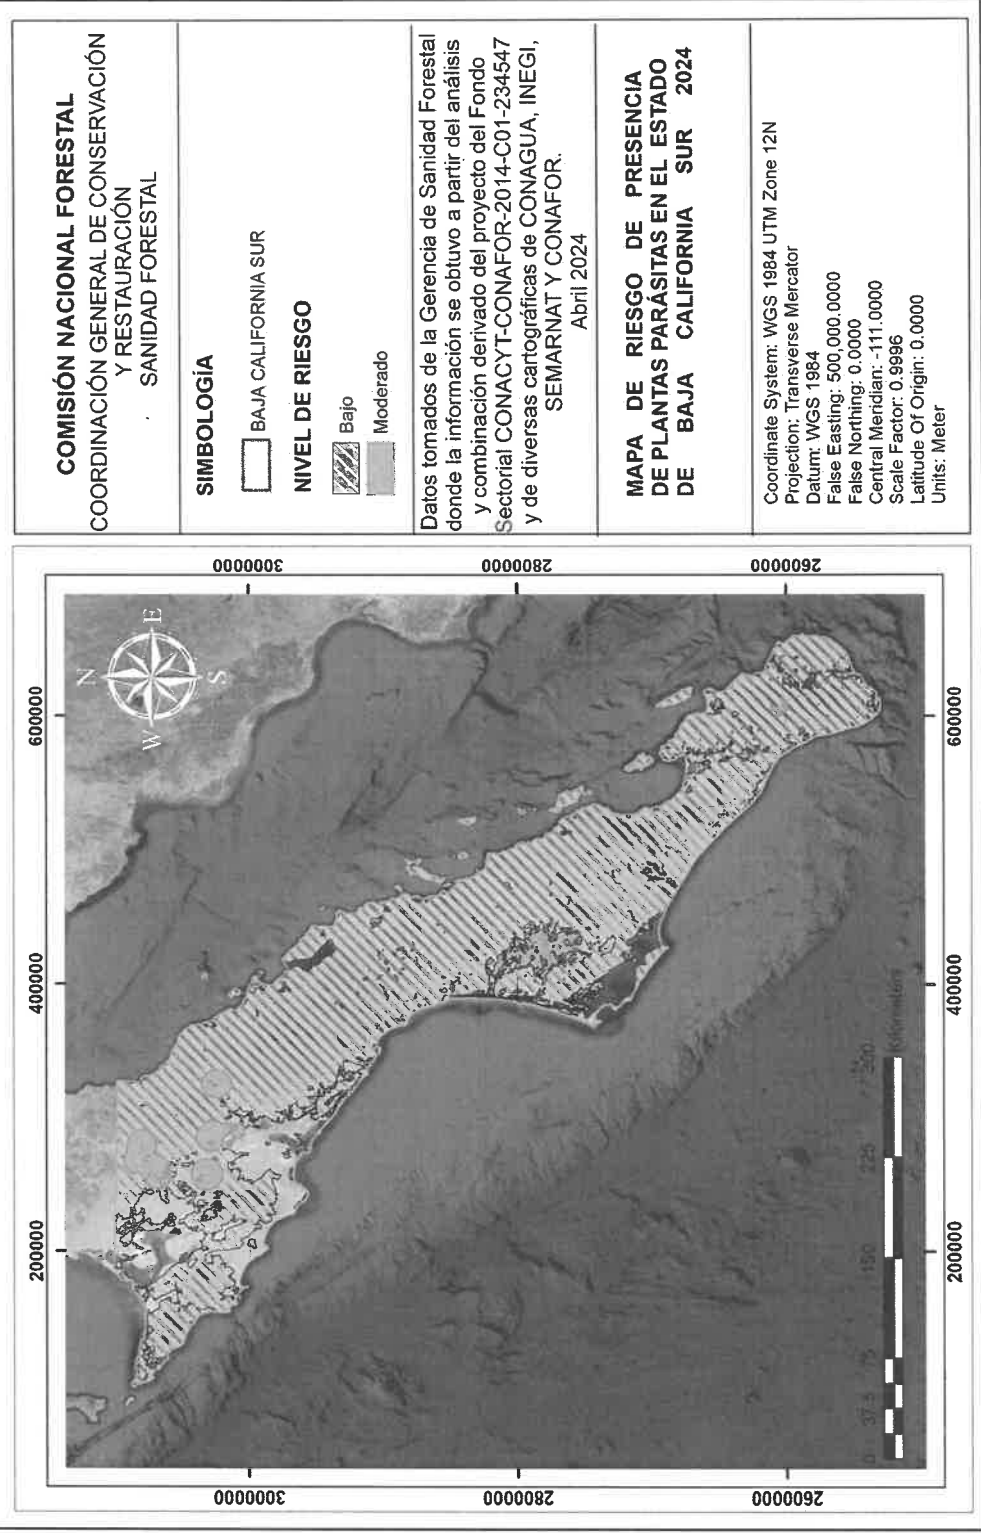 COMISIÓN NACIONAL FORESTAL
COORDINACIÓN GENERAL DE CONSERVACIÓN
Y RESTAURACIÓN
SANIDAD FORESTAL
SIMBOLOGÍA
BAJA CALIFORNIA SUR
NIVEL DE RIESGO
Bajo
Moderado
Datos tomados de la Gerencia de Sanidad Forestal
donde la información se obtuvo a partir del análisis
y combinación derivado del proyecto del Fondo
Sectorial CONACYT-CONAFOR-2014-C01-234547
y de diversas cartográficas de CONAGUA, INEGI,
SEMARNAT Y CONAFOR.
Abril 2024
MAPA DE RIESGO DE PRESENCIA
DE PLANTAS PARÁSITAS EN EL ESTADO
DE BAJA CALIFORNIA SUR 2024
Coordinate System: WGS 1984 UTM Zone 12N
Projection: Transverse Mercator
Datum: WGS 1984
False Easting: 500,000.0000
False Northing: 0.0000
Central Meridian: -111.0000
Scale Factor: 0.9996
Latitude Of Origin: 0.0000
Units: Meter
200000
400000
600000
3000000
2800000
2600000
3000000
2800000
2600000
N
W
E
S
0
37.5
75
150
225
300
Kilometers
200000
400000
600000